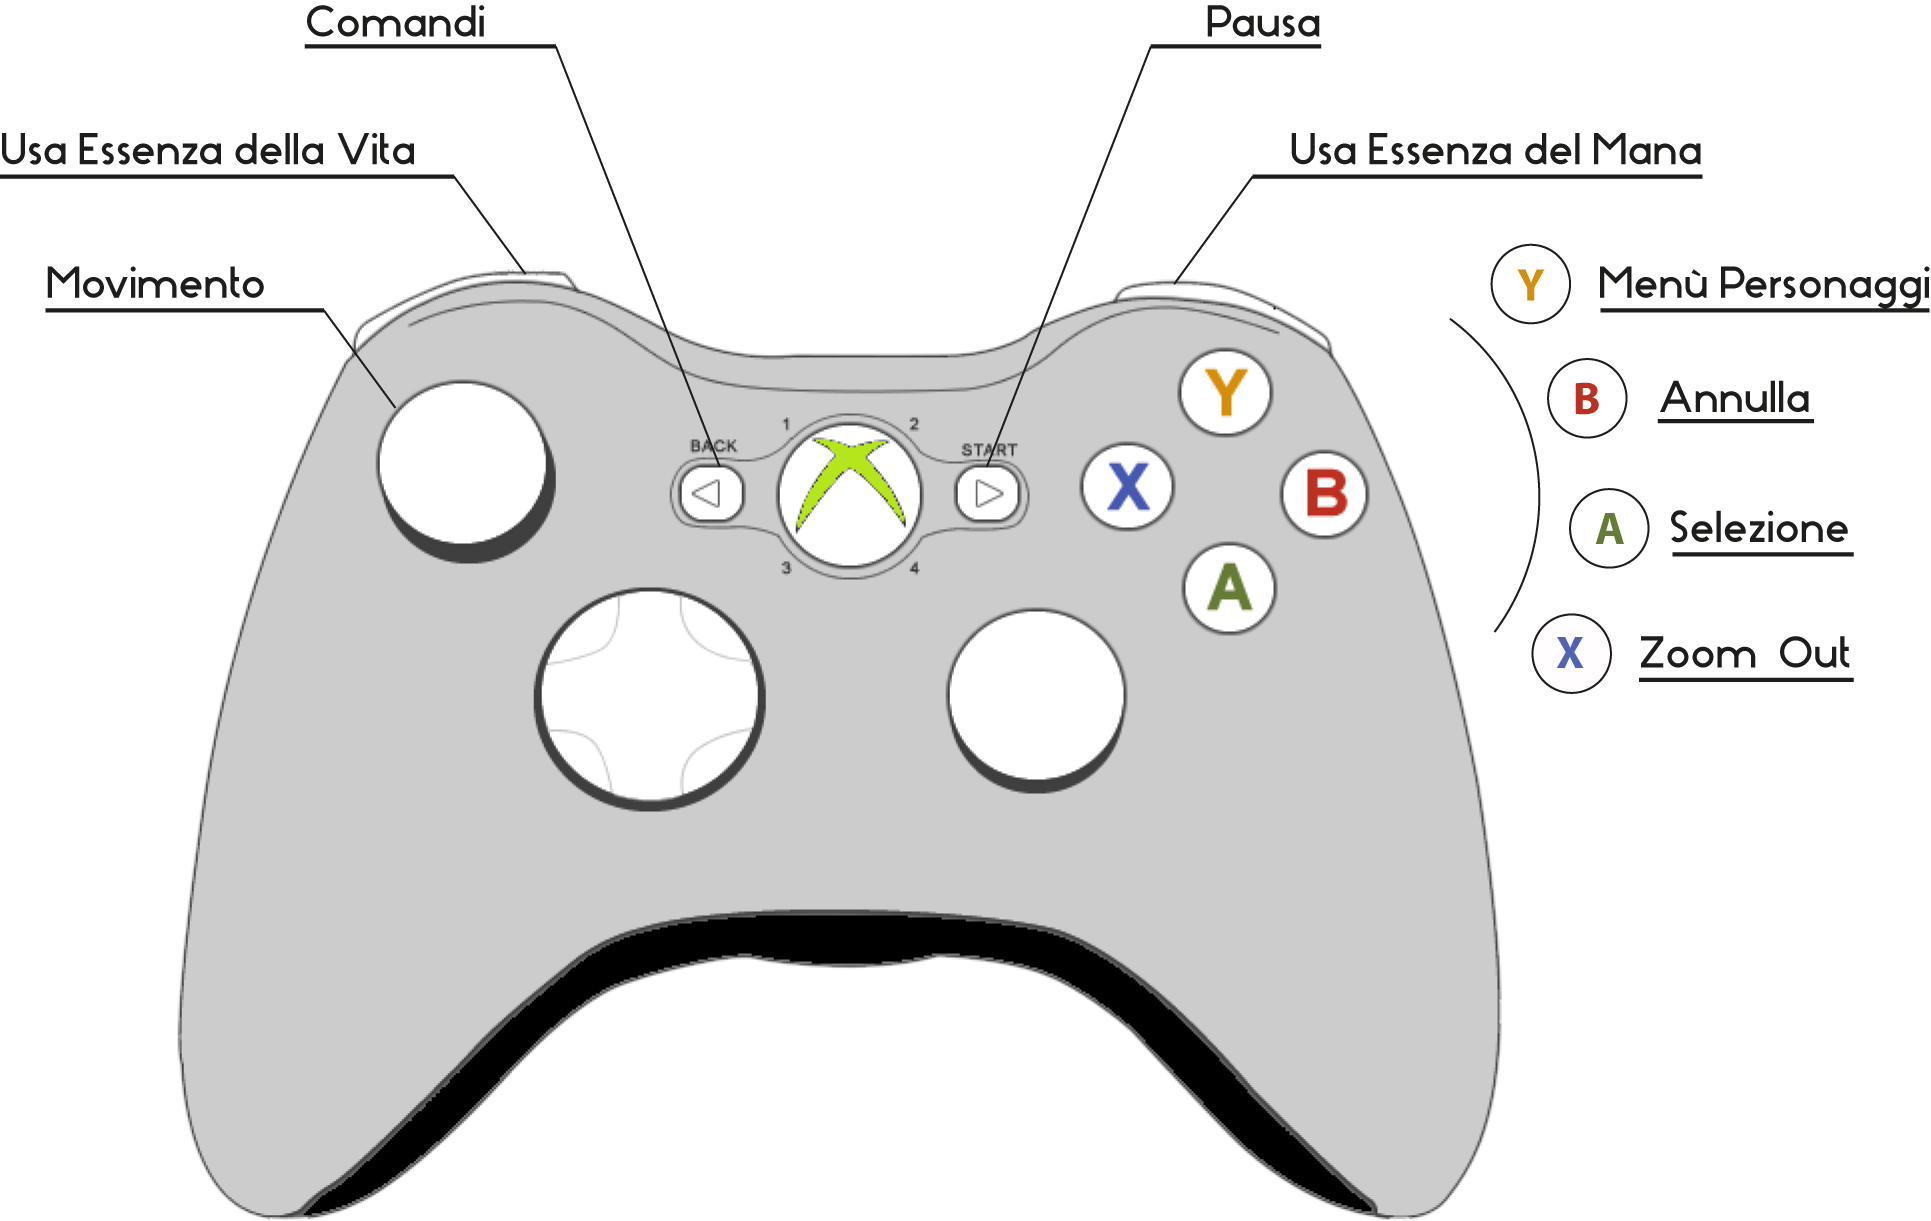 Comandi
Pausa
Usa Essenza della Vita
Usa Essenza del Mana
Movimento
Y Menù Personaggi
B Annulla
A Selezione
X Zoom Out
Y
X
B
A
BACK
START
1
2
3
4